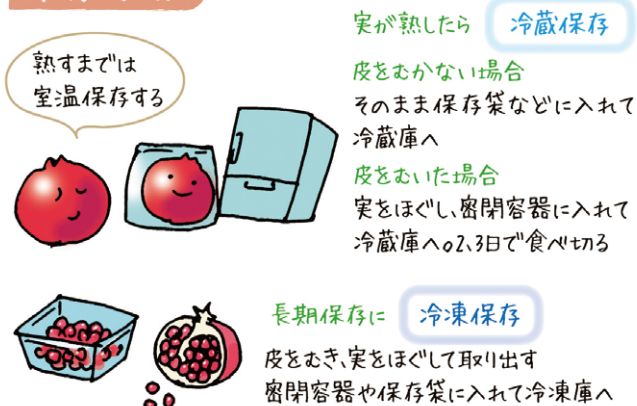 実が熟したら 冷蔵保存
熟すまでは
室温保存する
皮をむかない場合
そのまま保存袋などに入れて
冷蔵庫へ
皮をむいた場合
実をほぐし、密閉容器に入れて
冷蔵庫へ。2、3日で食べ切る
長期保存に 冷凍保存
皮をむき、実をほぐして取り出す
密閉容器や保存袋に入れて冷凍庫へ